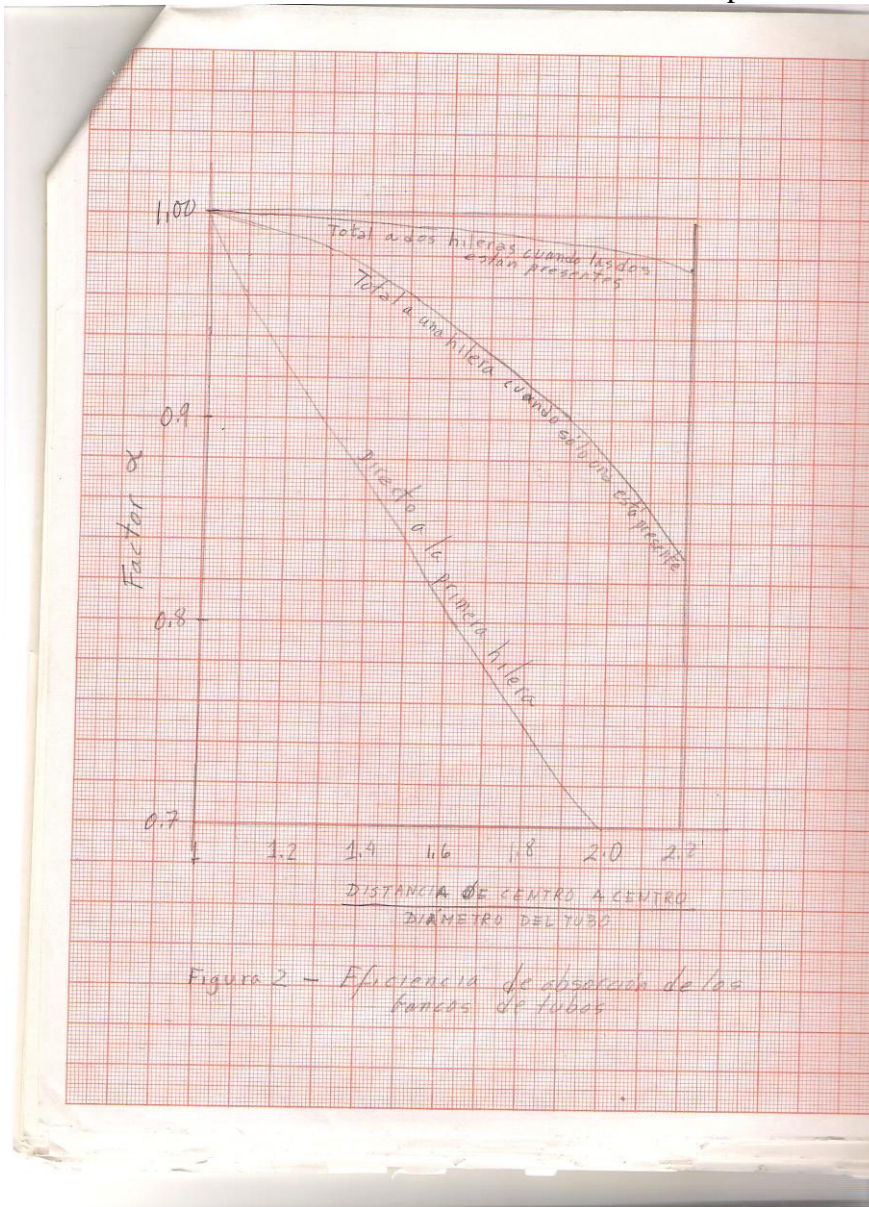 1,00
Total a dos hileras cuando las dos
están presentes
Total a una hilera cuando sólo una está presente
0.9
Directo a la primera hilera
Factor α
0.8
0.7
1 1.2 1.4 1.6 1.8 2.0 2.2
DISTANCIA DE CENTRO A CENTRO
DIÁMETRO DEL TUBO
Figura 2 - Eficiencia de absorción de los
bancos de tubos